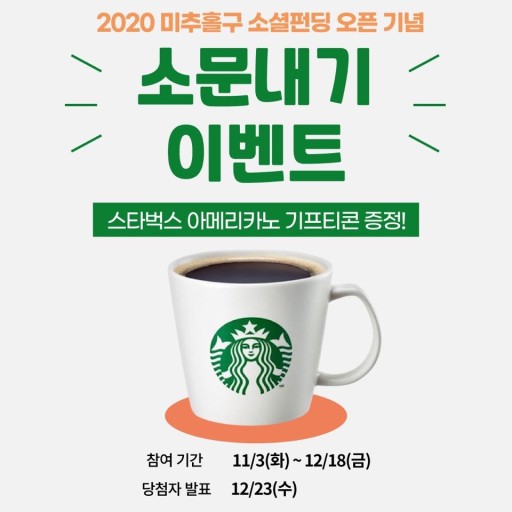 2020 미추홀구 소셜펀딩 오픈 기념
소문내기
이벤트
스타벅스 아메리카노 기프티콘 증정!
참여 기간 11/3(화) ~ 12/18(금)
당첨자 발표 12/23(수)